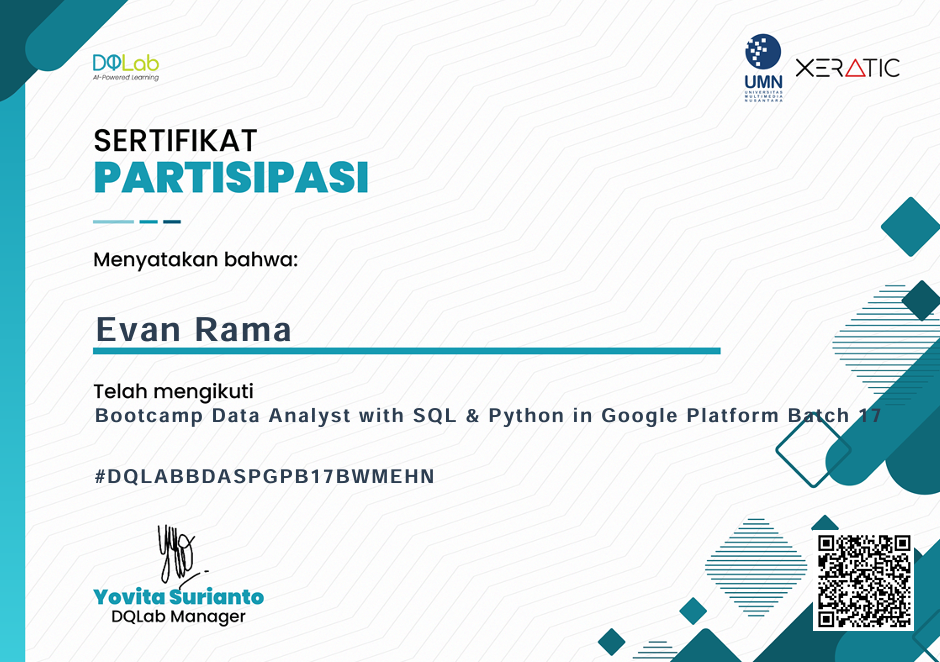 DQLab
AI-Powered Learning
UMN
UNIVERSITAS
MULTIMEDIA
NUSANTARA
XERATIC
SERTIFIKAT
PARTISIPASI
Menyatakan bahwa:
Evan Rama
Telah mengikuti
Bootcamp Data Analyst with SQL & Python in Google Platform Batch 17
#DQLABBDASPGPB17BWMEHN
Yovita Surianto
DQLab Manager